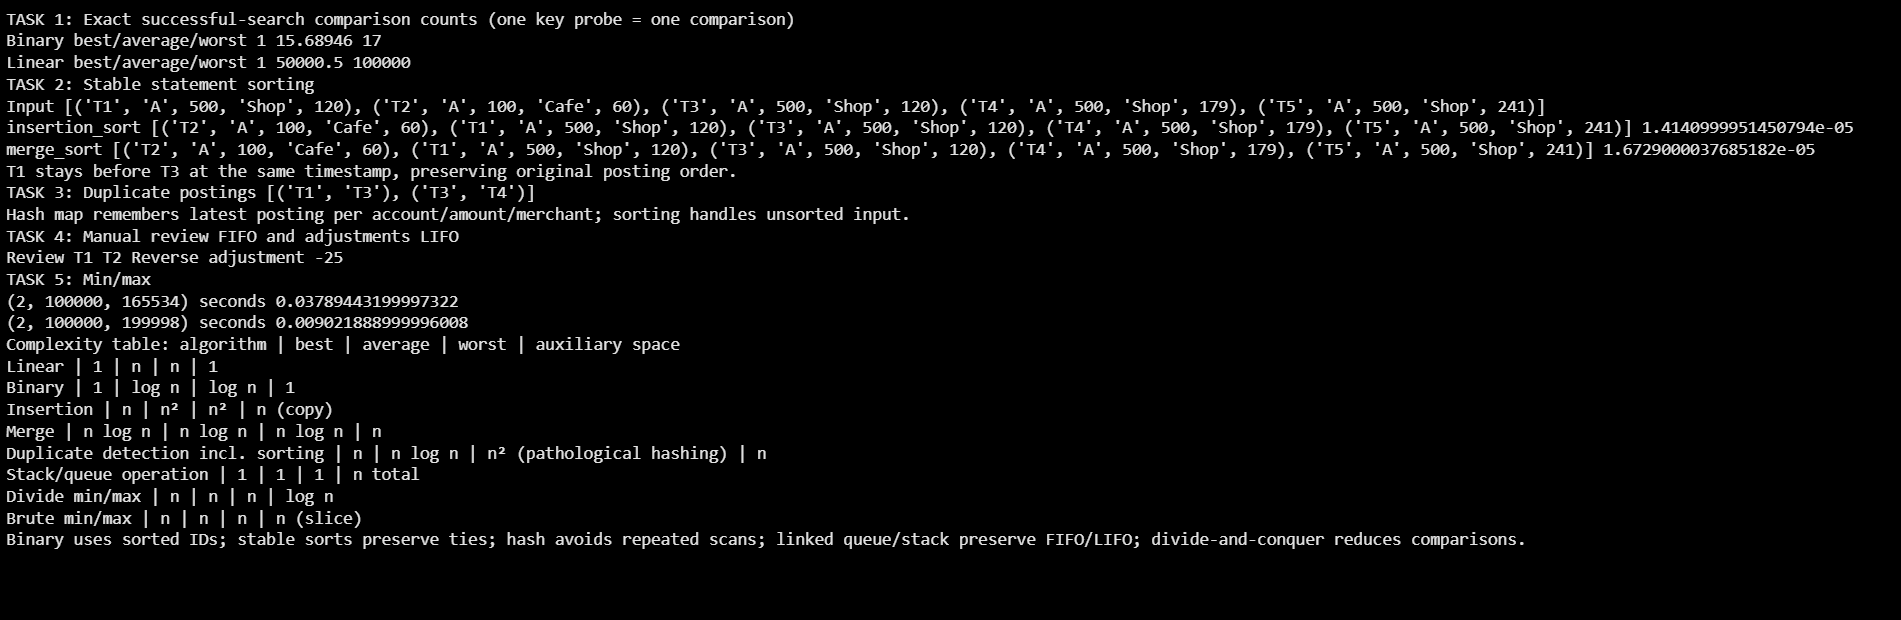 TASK 1: Exact successful-search comparison counts (one key probe = one comparison)
Binary best/average/worst 1 15.68946 17
Linear best/average/worst 1 50000.5 100000
TASK 2: Stable statement sorting
Input [('T1', 'A', 500, 'Shop', 120), ('T2', 'A', 100, 'Cafe', 60), ('T3', 'A', 500, 'Shop', 120), ('T4', 'A', 500, 'Shop', 179), ('T5', 'A', 500, 'Shop', 241)]
insertion_sort [('T2', 'A', 100, 'Cafe', 60), ('T1', 'A', 500, 'Shop', 120), ('T3', 'A', 500, 'Shop', 120), ('T4', 'A', 500, 'Shop', 179), ('T5', 'A', 500, 'Shop', 241)] 1.4140999951450794e-05
merge_sort [('T2', 'A', 100, 'Cafe', 60), ('T1', 'A', 500, 'Shop', 120), ('T3', 'A', 500, 'Shop', 120), ('T4', 'A', 500, 'Shop', 179), ('T5', 'A', 500, 'Shop', 241)] 1.6729000037685182e-05
T1 stays before T3 at the same timestamp, preserving original posting order.
TASK 3: Duplicate postings [('T1', 'T3'), ('T3', 'T4')]
Hash map remembers latest posting per account/amount/merchant; sorting handles unsorted input.
TASK 4: Manual review FIFO and adjustments LIFO
Review T1 T2 Reverse adjustment -25
TASK 5: Min/max
(2, 100000, 165534) seconds 0.03789443199997322
(2, 100000, 199998) seconds 0.009021888999996008
Complexity table: algorithm | best | average | worst | auxiliary space
Linear | 1 | n | n | 1
Binary | 1 | log n | log n | 1
Insertion | n | n² | n² | n (copy)
Merge | n log n | n log n | n log n | n
Duplicate detection incl. sorting | n | n log n | n² (pathological hashing) | n
Stack/queue operation | 1 | 1 | 1 | n total
Divide min/max | n | n | n | log n
Brute min/max | n | n | n | n (slice)
Binary uses sorted IDs; stable sorts preserve ties; hash avoids repeated scans; linked queue/stack preserve FIFO/LIFO; divide-and-conquer reduces comparisons.